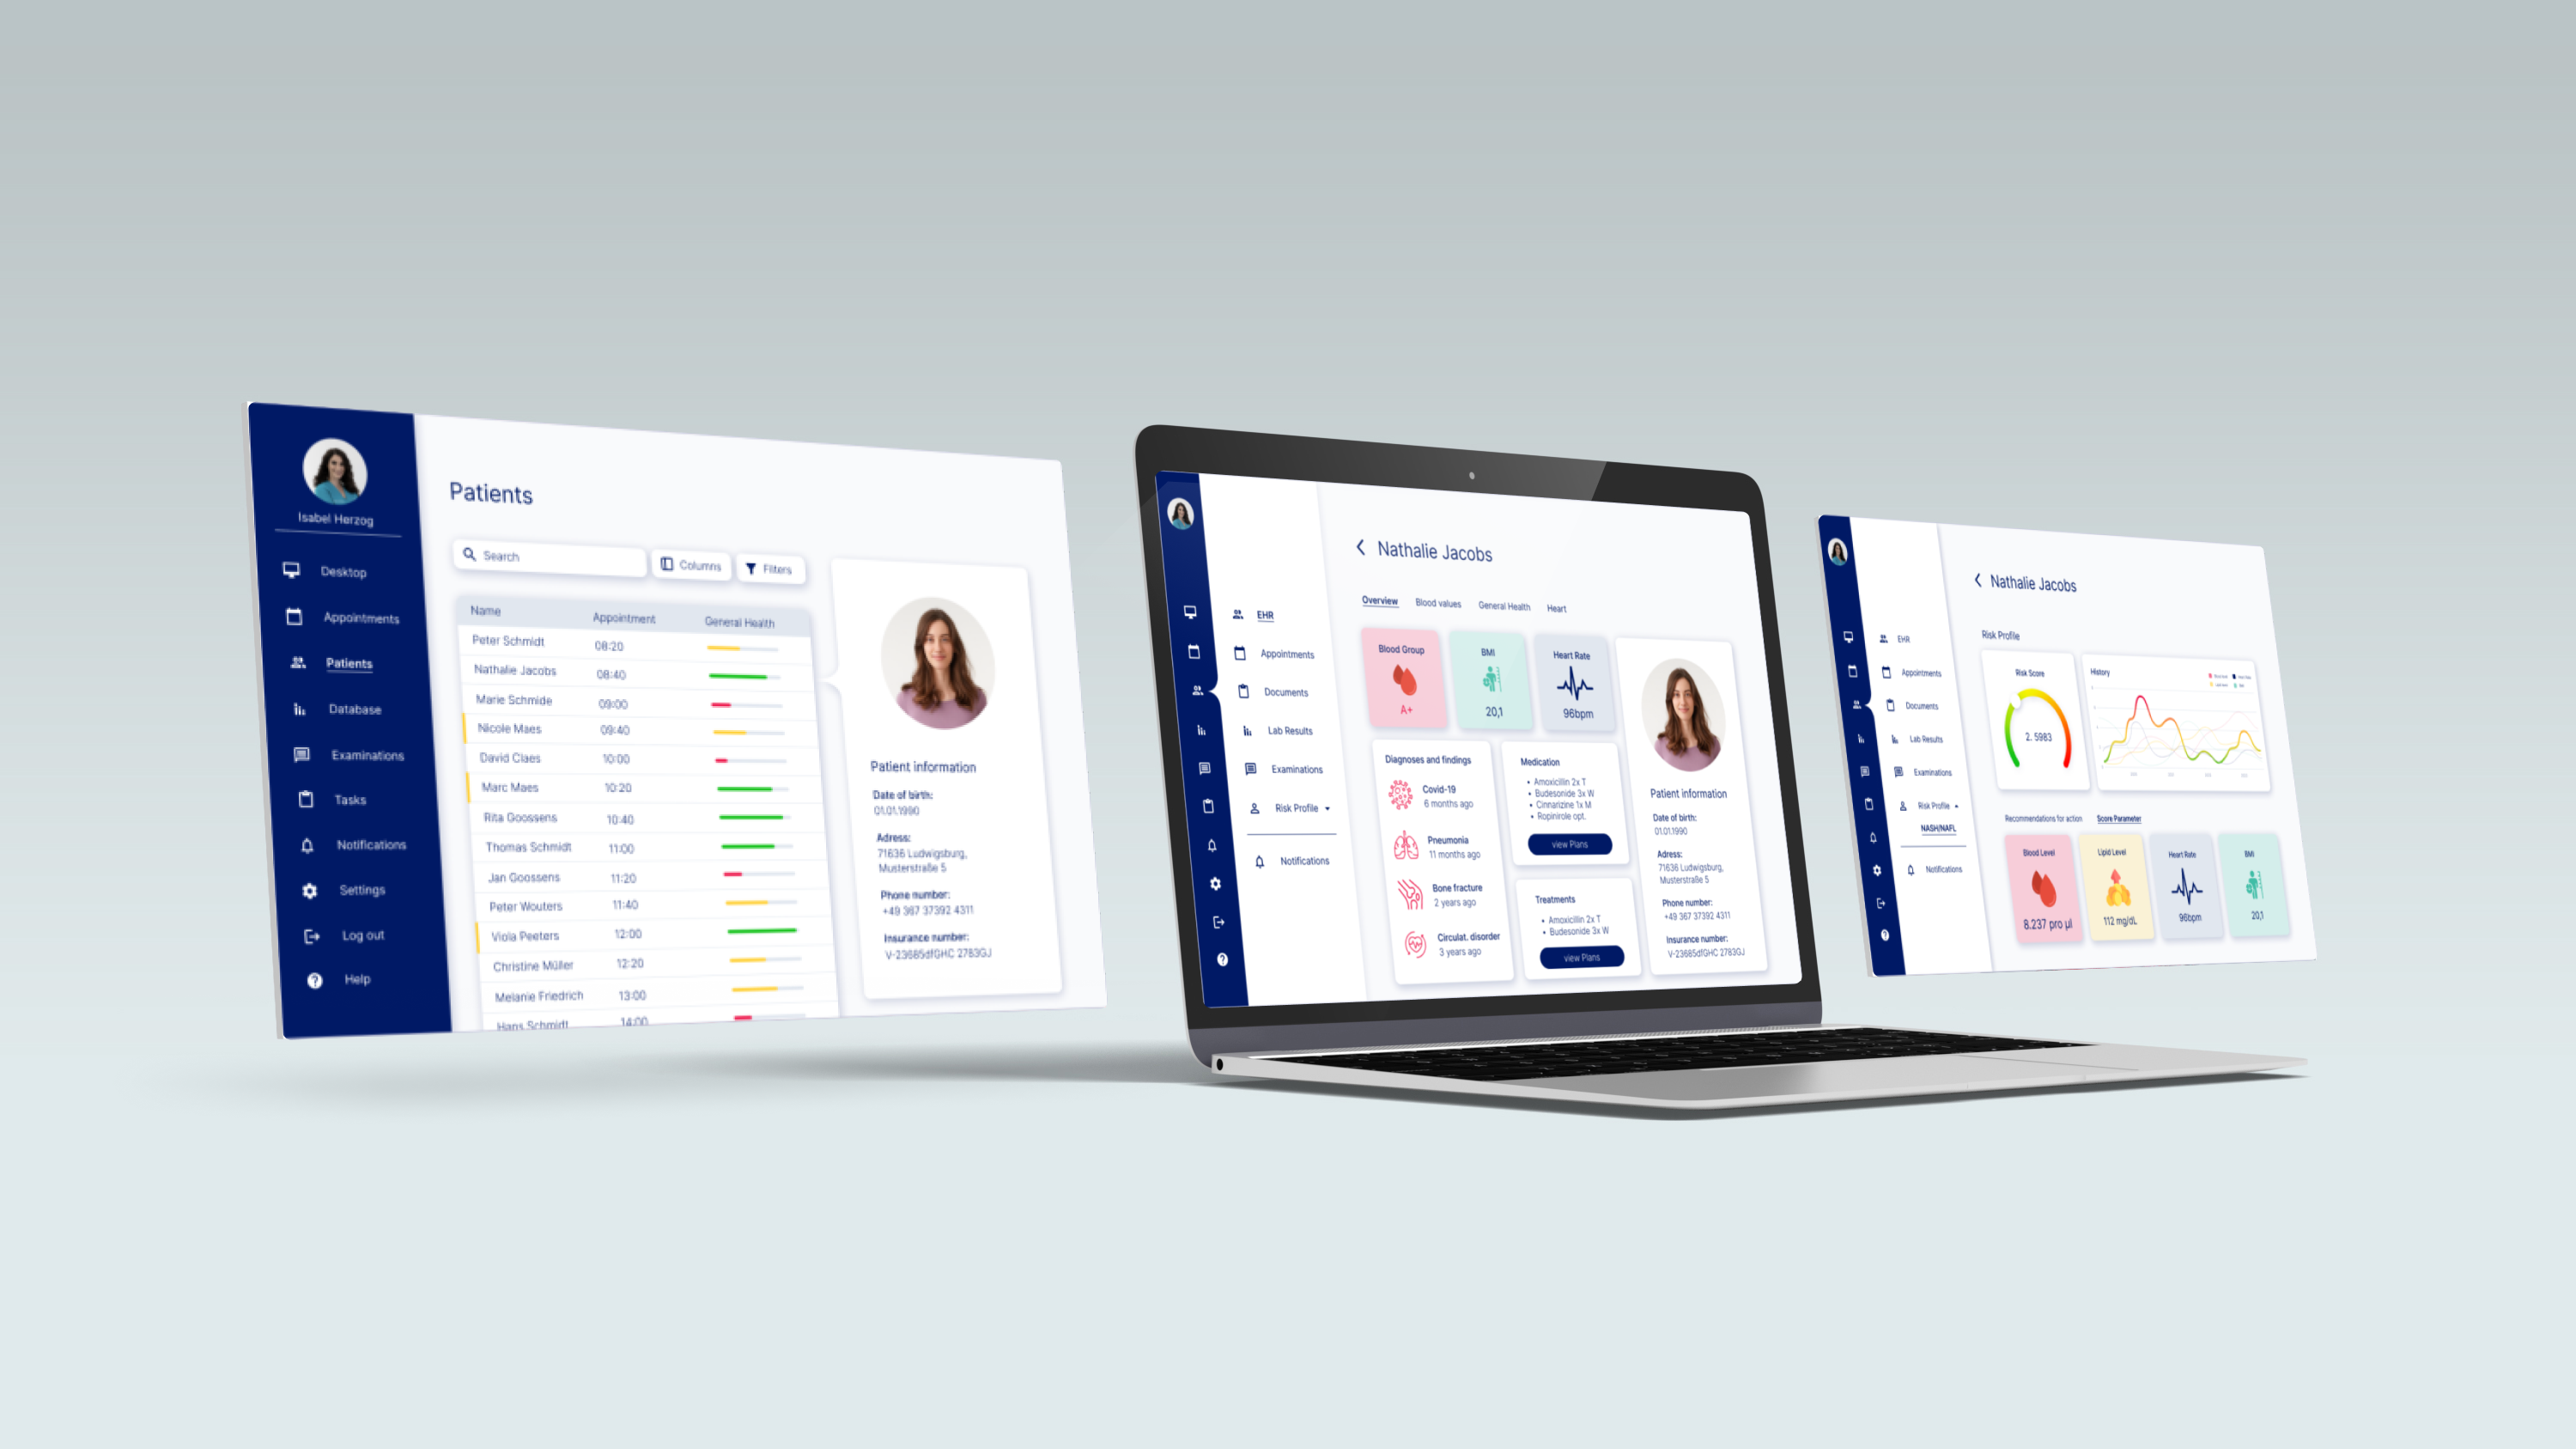 Isabel Herzog
Desktop
Appointments
Patients
Database
Examinations
Tasks
Notifications
Settings
Log out
Help
Patients
Search
Columns
Filters
Name Appointment General Health
Peter Schmidt 08:20
Nathalie Jacobs 08:40
Marie Schmide 09:00
Nicole Maes 09:40
David Claes 10:00
Marc Maes 10:20
Rita Goossens 10:40
Thomas Schmidt 11:00
Jan Goossens 11:20
Peter Wouters 11:40
Viola Peeters 12:00
Christine Müller 12:20
Melanie Friedrich 13:00
Hans Schmidt 14:00
Patient information
Date of birth:
01.01.1990
Adress:
71636 Ludwigsburg,
Musterstraße 5
Phone number:
+49 367 37392 4311
Insurance number:
V-23685dfGHC 2783GJ
EHR
Appointments
Documents
Lab Results
Examinations
Risk Profile
Notifications
Nathalie Jacobs
Overview Blood values General Health Heart
Blood Group
A+
BMI
20,1
Heart Rate
96bpm
Diagnoses and findings
Covid-19
6 months ago
Pneumonia
11 months ago
Bone fracture
2 years ago
Circulat. disorder
3 years ago
Medication
• Amoxicillin 2x T
• Budesonide 3x W
• Cinnarizine 1x M
• Ropinirole opt.
view Plans
Treatments
• Amoxicillin 2x T
• Budesonide 3x W
view Plans
Patient information
Date of birth:
01.01.1990
Adress:
71636 Ludwigsburg,
Musterstraße 5
Phone number:
+49 367 37392 4311
Insurance number:
V-23685dfGHC 2783GJ
EHR
Appointments
Documents
Lab Results
Examinations
Risk Profile
NASH/NAFL
Notifications
Nathalie Jacobs
Risk Profile
Risk Score
2. 5983
History
Recommendations for action Score Parameter
Blood Level
8.237 pro µl
Lipid Level
112 mg/dL
Heart Rate
96bpm
BMI
20,1